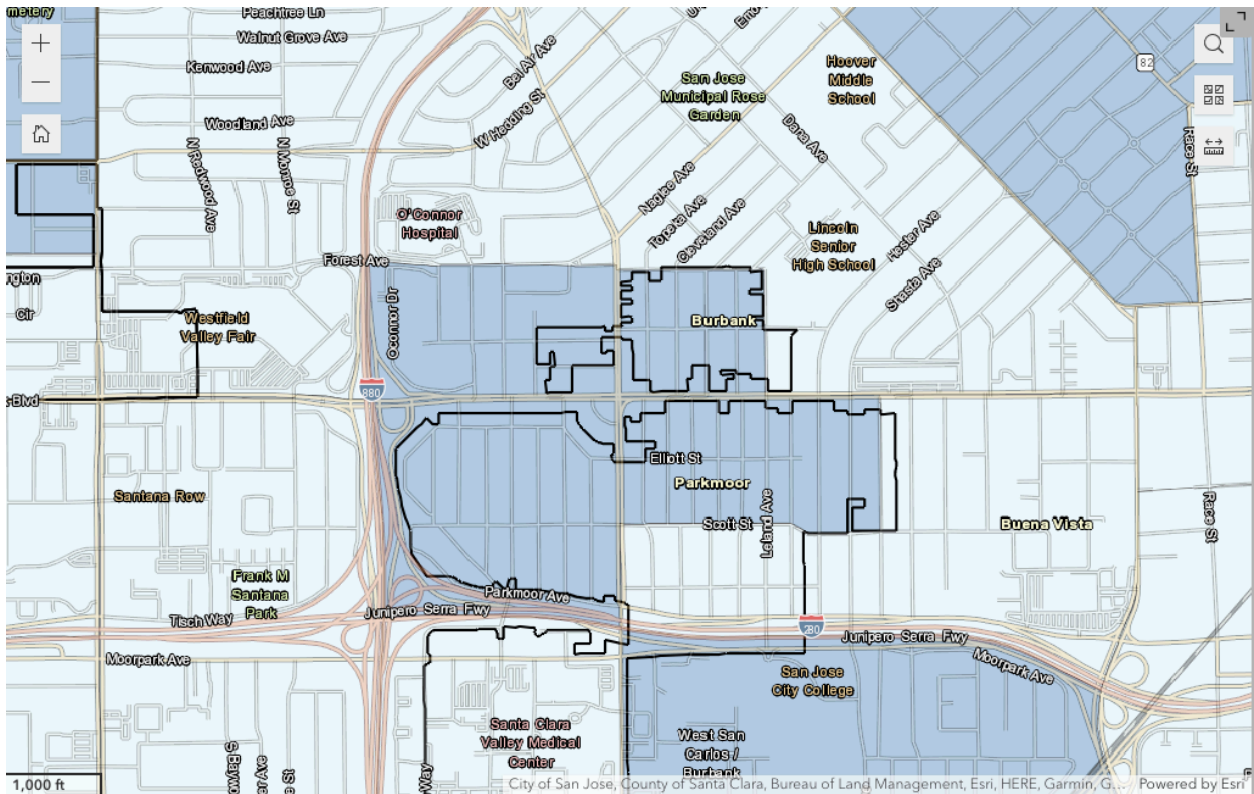 metery
Peachtree Ln
Walnut Grove Ave
Kenwood Ave
Woodland Ave
N Redwood Ave
N Monroe St
Bel Air Ave
W Hedding St
San Jose
Municipal Rose
Garden
Hoover
Middle
School
82
Race St
Dana Ave
Naglee Ave
Topeka Ave
Cleveland Ave
O'Connor
Hospital
Lincoln
Senior
High School
Hester Ave
Shasta Ave
Forest Ave
ngton
Cir
Westfield
Valley Fair
Oconnor Dr
Burbank
880
Blvd
Elliott St
Parkmoor
Santana Row
Scott St
Leland Ave
Buena Vista
Race St
Frank M
Santana
Park
Parkmoor Ave
Tisch Way
Junipero Serra Fwy
280
Junipero Serra Fwy
Moorpark Ave
Moorpark Ave
San Jose
City College
Santa Clara
Valley Medical
Center
West San
Carlos /
Burbank
S Baywo
Ave
St
Way
1,000 ft
City of San Jose, County of Santa Clara, Bureau of Land Management, Esri, HERE, Garmin, G...
Powered by Esri